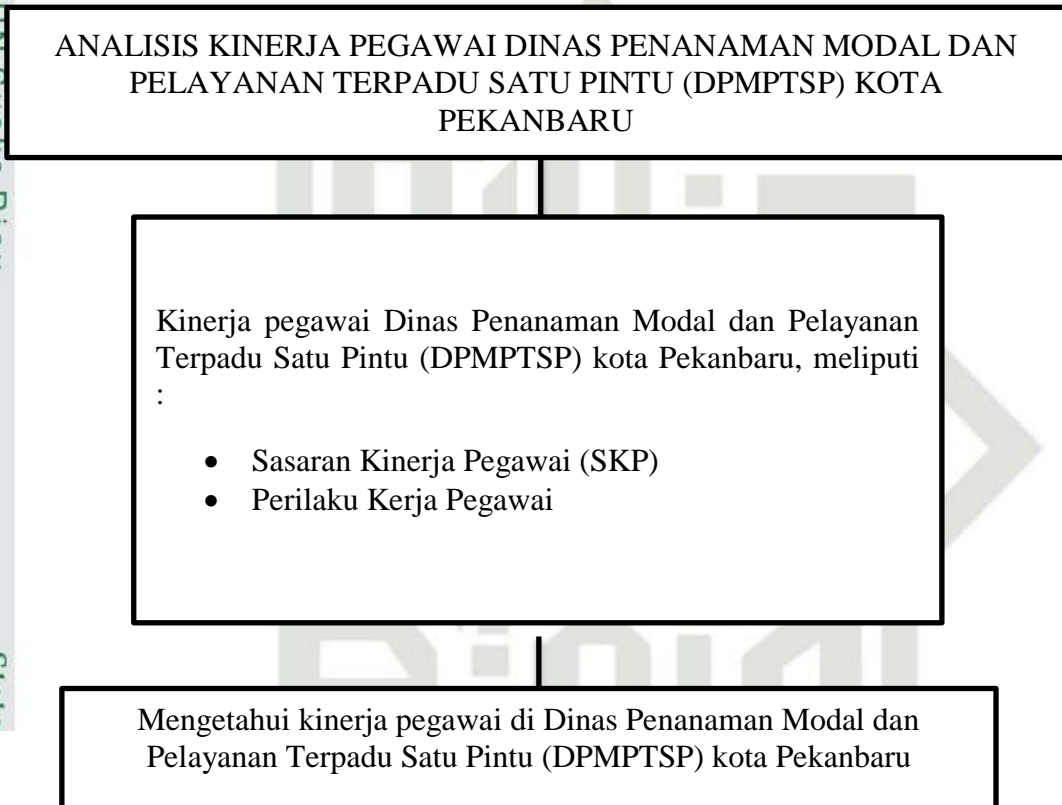 ANALISIS KINERJA PEGAWAI DINAS PENANAMAN MODAL DAN
PELAYANAN TERPADU SATU PINTU (DPMPTSP) KOTA
PEKANBARU
Kinerja pegawai Dinas Penanaman Modal dan Pelayanan
Terpadu Satu Pintu (DPMPTSP) kota Pekanbaru, meliputi
:
• Sasaran Kinerja Pegawai (SKP)
• Perilaku Kerja Pegawai
Mengetahui kinerja pegawai di Dinas Penanaman Modal dan
Pelayanan Terpadu Satu Pintu (DPMPTSP) kota Pekanbaru